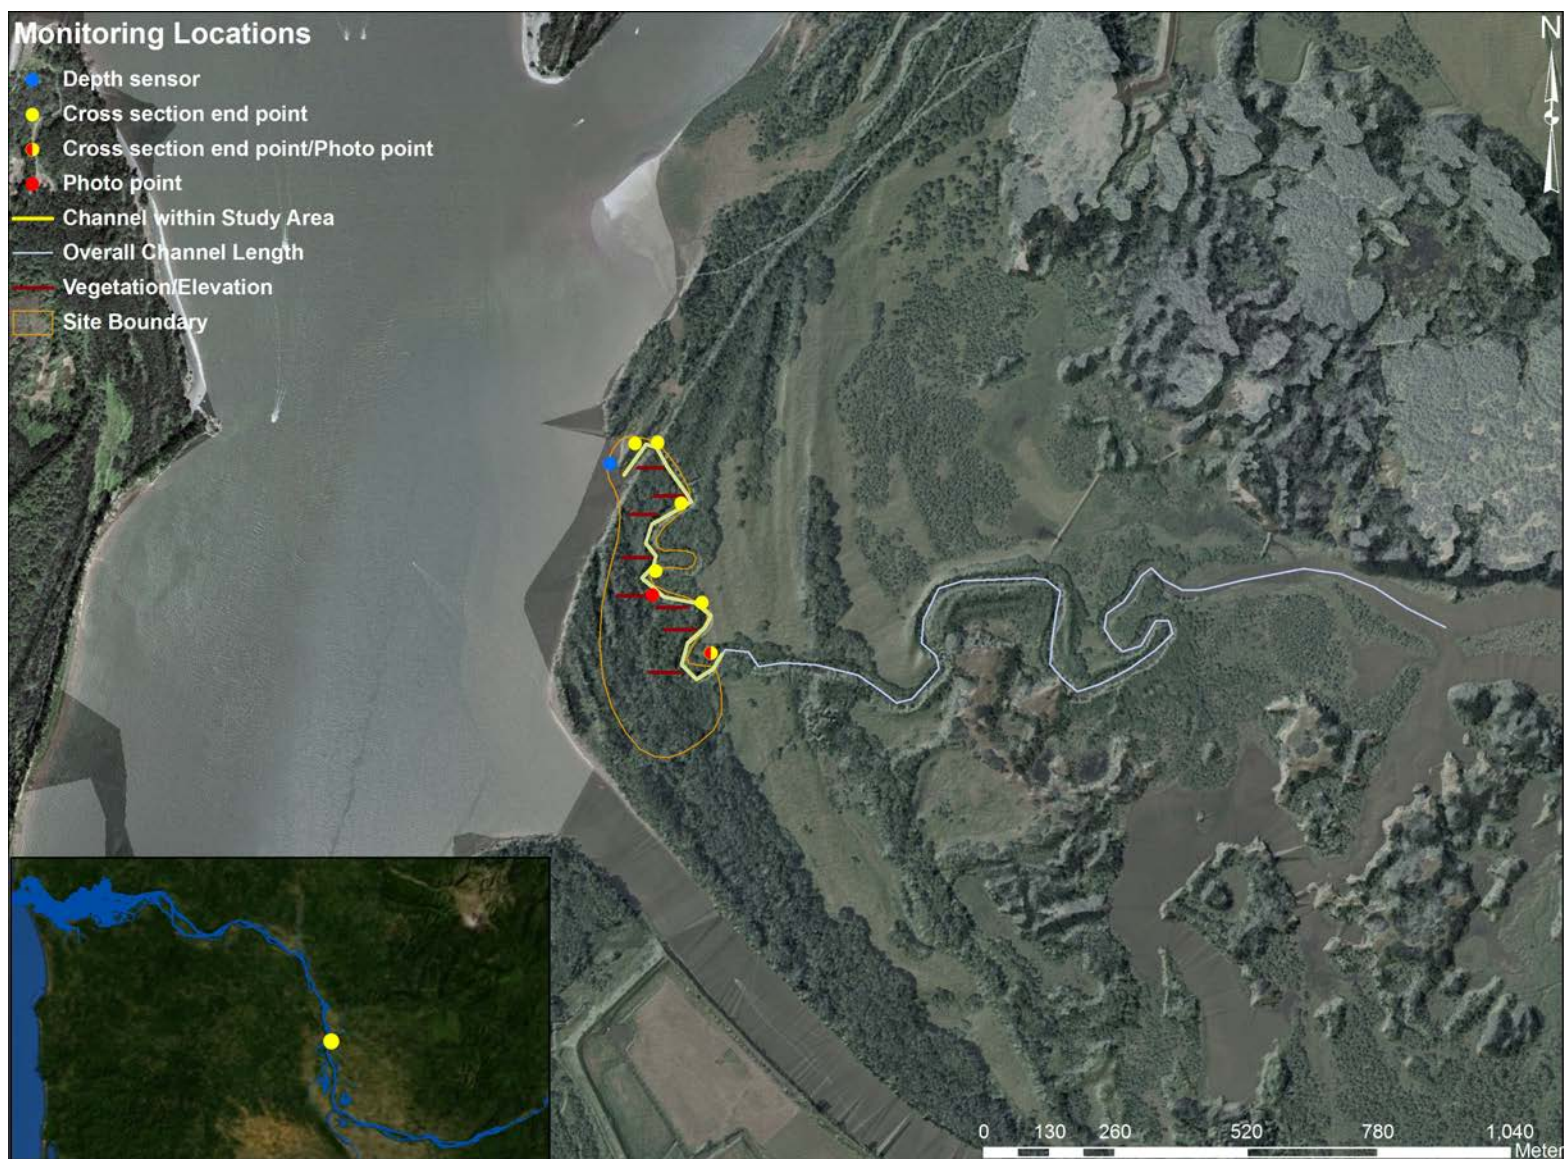 Monitoring Locations
Depth sensor
Cross section end point
Cross section end point/Photo point
Photo point
Channel within Study Area
Overall Channel Length
Vegetation/Elevation
Site Boundary
N
0 130 260 520 780 1,040
Meter